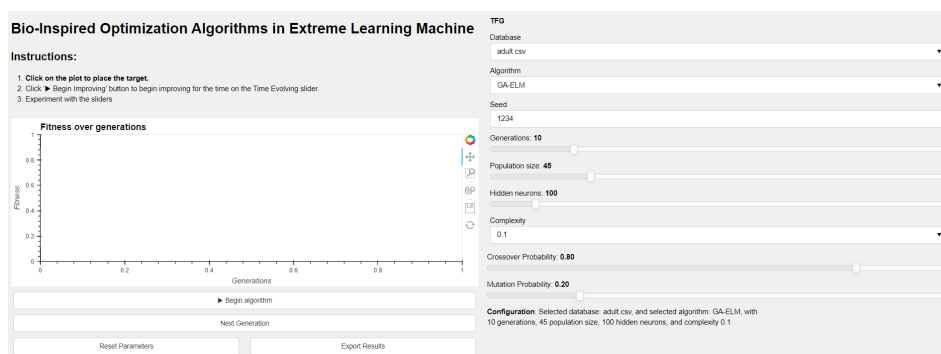 Bio-Inspired Optimization Algorithms in Extreme Learning Machine
Instructions:
1. Click on the plot to place the target.
2. Click '▶ Begin Improving' button to begin improving for the time on the Time Evolving slider.
3. Experiment with the sliders
Fitness over generations
1
0.8
0.6
0.4
0.2
0
Fitness
0
0.2
0.4
0.6
0.8
1
Generations
▶ Begin algorithm
Next Generation
Reset Parameters
Export Results
TFG
Database
adult.csv
Algorithm
GA-ELM
Seed
1234
Generations: 10
Population size: 45
Hidden neurons: 100
Complexity
0.1
Crossover Probability: 0.80
Mutation Probability: 0.20
Configuration: Selected database: adult.csv, and selected algorithm: GA-ELM, with
10 generations, 45 population size, 100 hidden neurons, and complexity 0.1